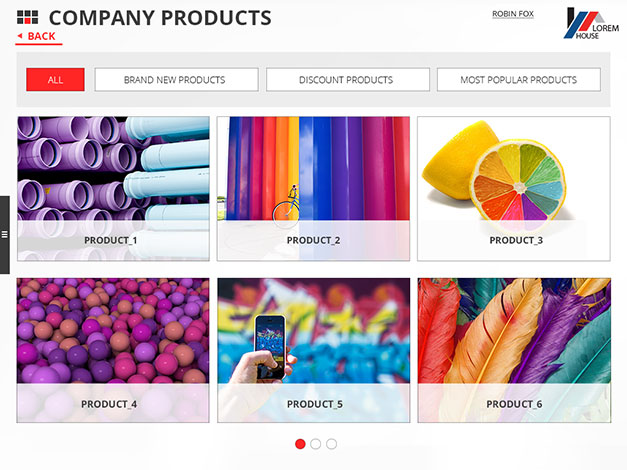 COMPANY PRODUCTS
ROBIN FOX
LOREM
HOUSE
BACK
ALL
BRAND NEW PRODUCTS
DISCOUNT PRODUCTS
MOST POPULAR PRODUCTS
PRODUCT_1
PRODUCT_2
PRODUCT_3
PRODUCT_4
PRODUCT_5
PRODUCT_6